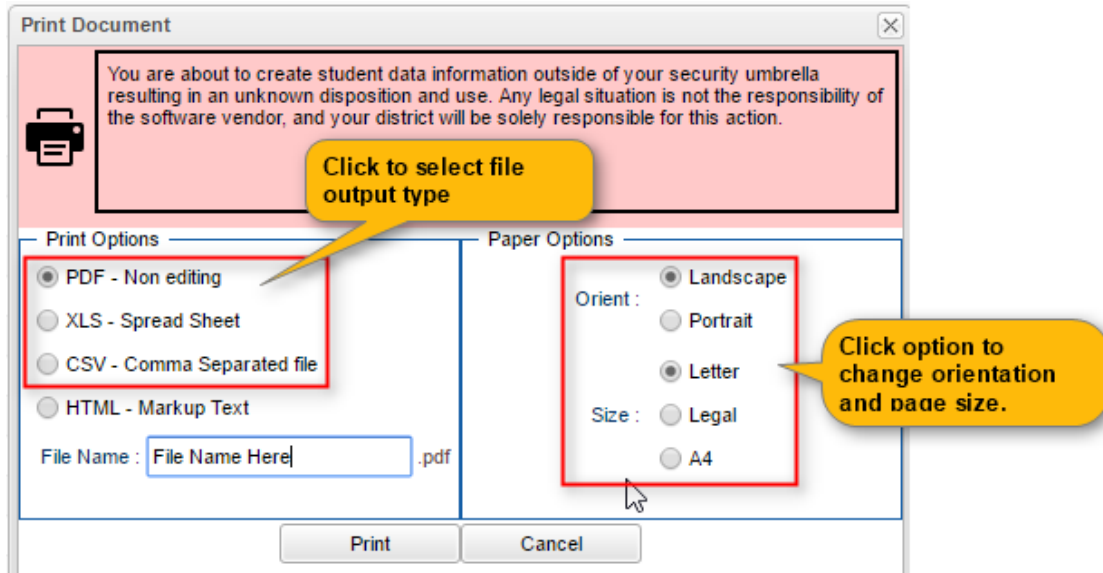 Print Document
You are about to create student data information outside of your security umbrella
resulting in an unknown disposition and use. Any legal situation is not the responsibility of
the software vendor, and your district will be solely responsible for this action.
Click to select file
output type
Print Options
PDF - Non editing
XLS - Spread Sheet
CSV - Comma Separated file
HTML - Markup Text
File Name : File Name Here .pdf
Paper Options
Orient :
Landscape
Portrait
Size :
Letter
Legal
A4
Click option to
change orientation
and page size.
Print
Cancel